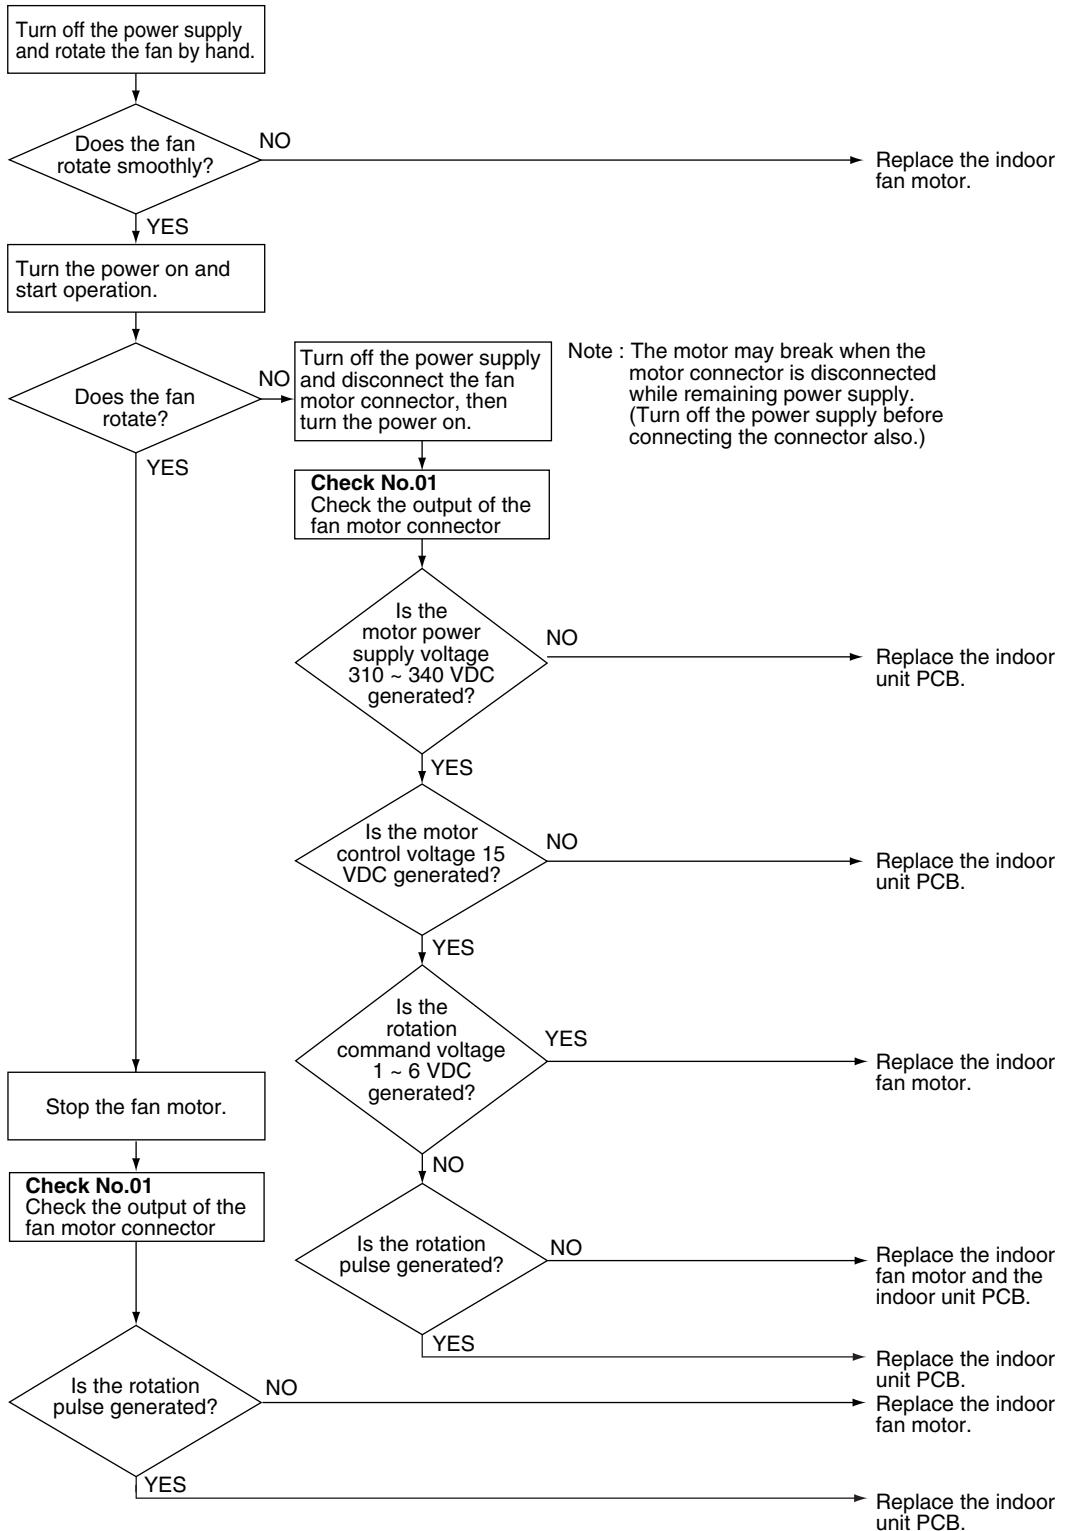 Turn off the power supply
and rotate the fan by hand.
Does the fan
rotate smoothly?
NO
Replace the indoor
fan motor.
YES
Turn the power on and
start operation.
Does the fan
rotate?
NO
Turn off the power supply
and disconnect the fan
motor connector, then
turn the power on.
Note : The motor may break when the
motor connector is disconnected
while remaining power supply.
(Turn off the power supply before
connecting the connector also.)
YES
Check No.01
Check the output of the
fan motor connector
Is the
motor power
supply voltage
310 ~ 340 VDC
generated?
NO
Replace the indoor
unit PCB.
YES
Is the motor
control voltage 15
VDC generated?
NO
Replace the indoor
unit PCB.
YES
Is the
rotation
command voltage
1 ~ 6 VDC
generated?
YES
Replace the indoor
fan motor.
NO
Stop the fan motor.
Check No.01
Check the output of the
fan motor connector
Is the rotation
pulse generated?
NO
Replace the indoor
fan motor and the
indoor unit PCB.
YES
Replace the indoor
unit PCB.
Is the rotation
pulse generated?
NO
Replace the indoor
fan motor.
YES
Replace the indoor
unit PCB.